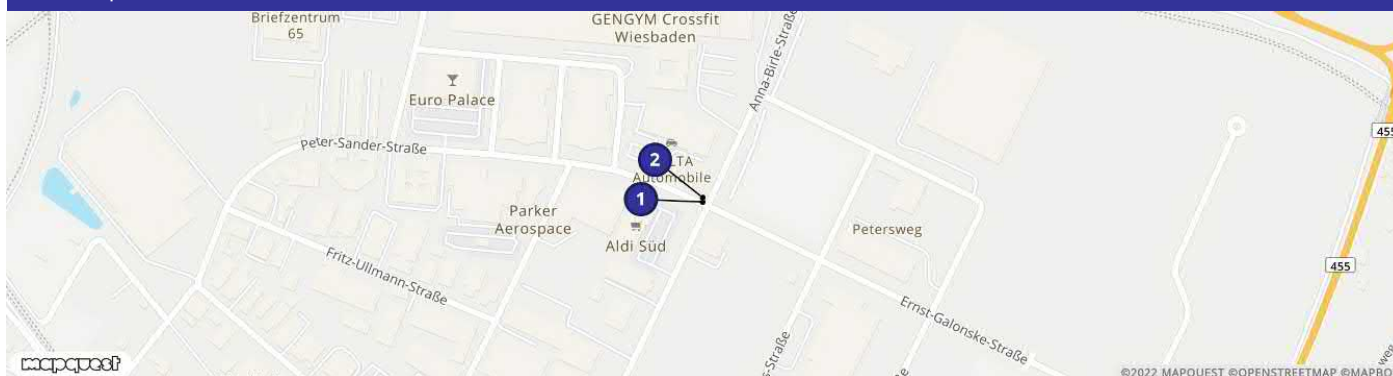 Briefzentrum
65
GENGYM Crossfit
Wiesbaden
Anna-Birle-Straße
455
Euro Palace
Peter-Sander-Straße
2
Automobile
1
Parker
Aerospace
Aldi Süd
Petersweg
455
Fritz-Ullmann-Straße
Ernst-Galonske-Straße
mapquest
©2022 MAPQUEST ©OPENSTREETMAP ©MAPBO